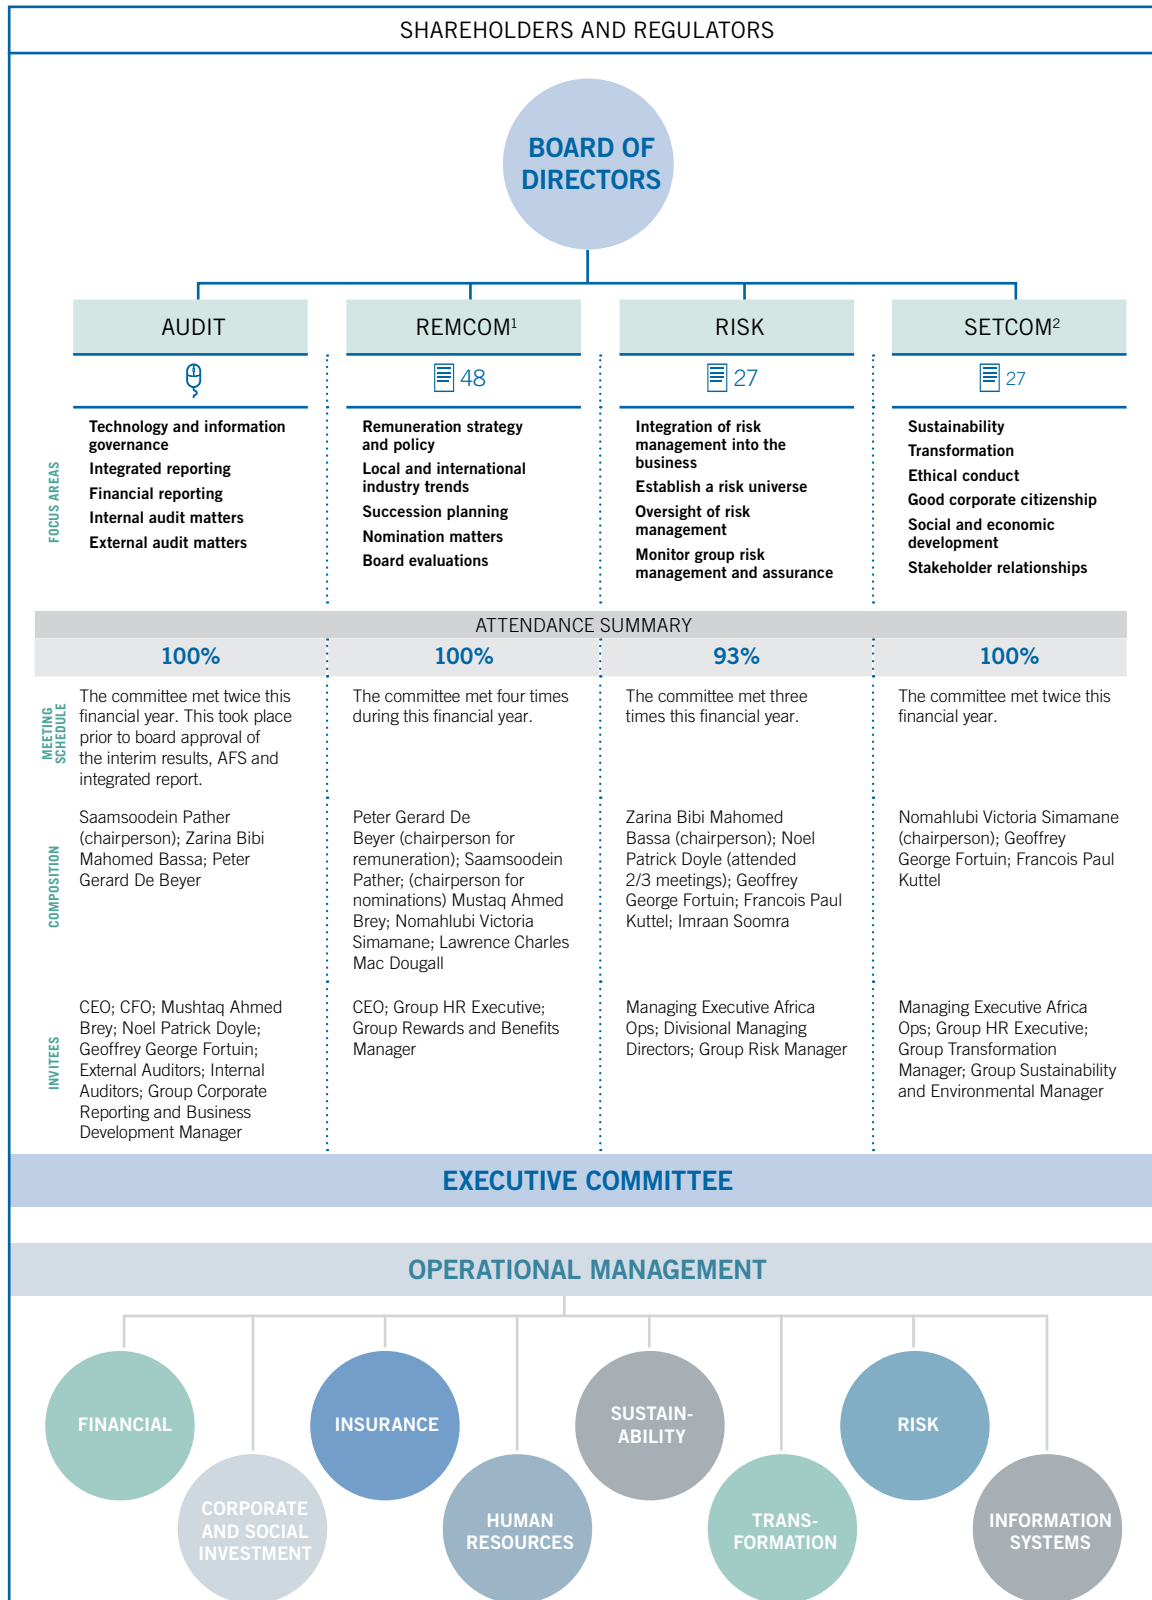 SHAREHOLDERS AND REGULATORS
BOARD OF
DIRECTORS
AUDIT
REMCOM¹
48
RISK
27
SETCOM²
27
FOCUS AREAS
Technology and information
governance
Integrated reporting
Financial reporting
Internal audit matters
External audit matters
Remuneration strategy
and policy
Local and international
industry trends
Succession planning
Nomination matters
Board evaluations
Integration of risk
management into the
business
Establish a risk universe
Oversight of risk
management
Monitor group risk
management and assurance
Sustainability
Transformation
Ethical conduct
Good corporate citizenship
Social and economic
development
Stakeholder relationships
ATTENDANCE SUMMARY
100%
100%
93%
100%
MEETING
SCHEDULE
The committee met twice this
financial year. This took place
prior to board approval of
the interim results, AFS and
integrated report.
The committee met four times
during this financial year.
The committee met three
times this financial year.
The committee met twice this
financial year.
COMPOSITION
Saamsoodein Pather
(chairperson); Zarina Bibi
Mahomed Bassa; Peter
Gerard De Beyer
Peter Gerard De
Beyer (chairperson for
remuneration); Saamsoodein
Pather; (chairperson for
nominations) Mustaq Ahmed
Brey; Nomahlubi Victoria
Simamane; Lawrence Charles
Mac Dougall
Zarina Bibi Mahomed
Bassa (chairperson); Noel
Patrick Doyle (attended
2/3 meetings); Geoffrey
George Fortuin; Francois Paul
Kuttel; Imraan Soomra
Nomahlubi Victoria Simamane
(chairperson); Geoffrey
George Fortuin; Francois Paul
Kuttel
INVITEES
CEO; CFO; Mushtaq Ahmed
Brey; Noel Patrick Doyle;
Geoffrey George Fortuin;
External Auditors; Internal
Auditors; Group Corporate
Reporting and Business
Development Manager
CEO; Group HR Executive;
Group Rewards and Benefits
Manager
Managing Executive Africa
Ops; Divisional Managing
Directors; Group Risk Manager
Managing Executive Africa
Ops; Group HR Executive;
Group Transformation
Manager; Group Sustainability
and Environmental Manager
EXECUTIVE COMMITTEE
OPERATIONAL MANAGEMENT
FINANCIAL
CORPORATE
AND SOCIAL
INVESTMENT
INSURANCE
HUMAN
RESOURCES
SUSTAIN-
ABILITY
TRANS-
FORMATION
RISK
INFORMATION
SYSTEMS